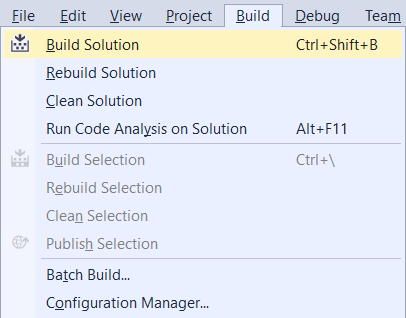 File Edit View Project Build Debug Team
Build Solution Ctrl+Shift+B
Rebuild Solution
Clean Solution
Run Code Analysis on Solution Alt+F11
Build Selection Ctrl+\
Rebuild Selection
Clean Selection
Publish Selection
Batch Build...
Configuration Manager...